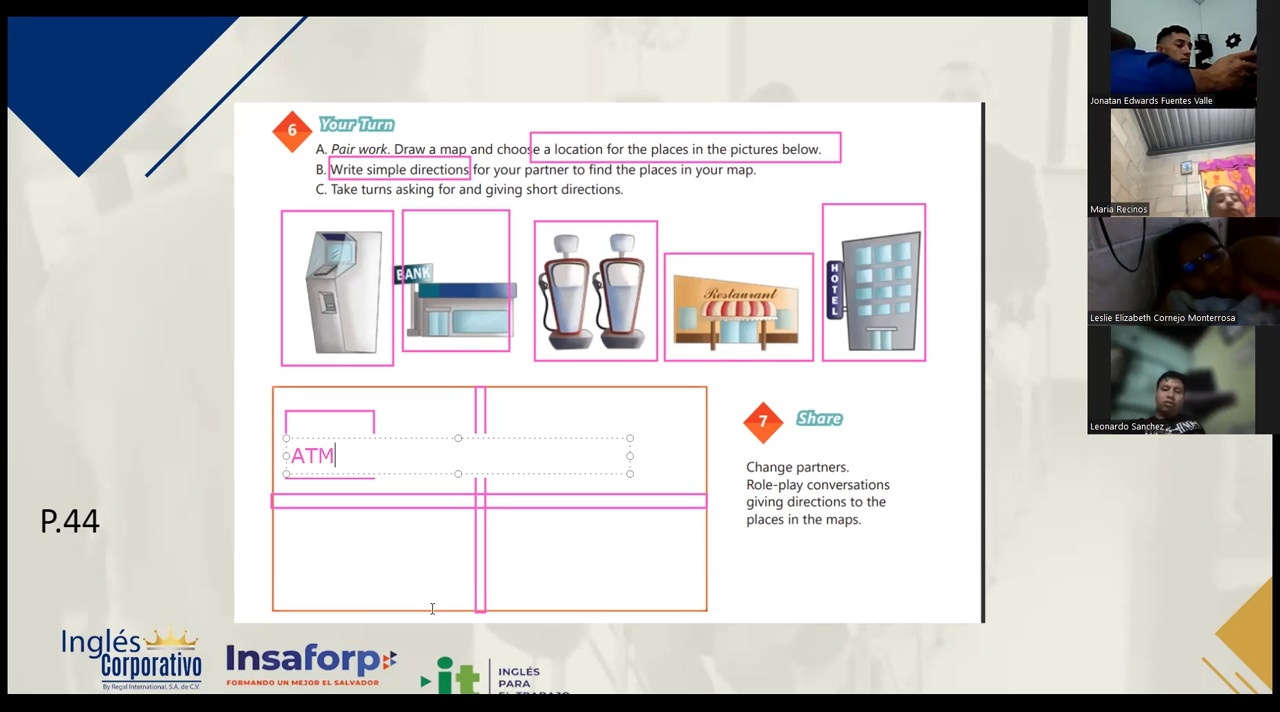 6 Your Turn
A. Pair work. Draw a map and choose a location for the places in the pictures below.
B. Write simple directions for your partner to find the places in your map.
C. Take turns asking for and giving short directions.
BANK
Restaurant
HOTEL
ATM
7 Share
Change partners.
Role-play conversations
giving directions to the
places in the maps.
P.44
Inglés
Corporativo
By Regal International, S.A. de C.V.
Insaforp
FORMANDO UN MEJOR EL SALVADOR
it
INGLÉS
PARA
EL TRABAJO
Jonatan Edwards Fuentes Valle
Maria Recinos
Leslie Elizabeth Cornejo Monterrosa
Leonardo Sanchez